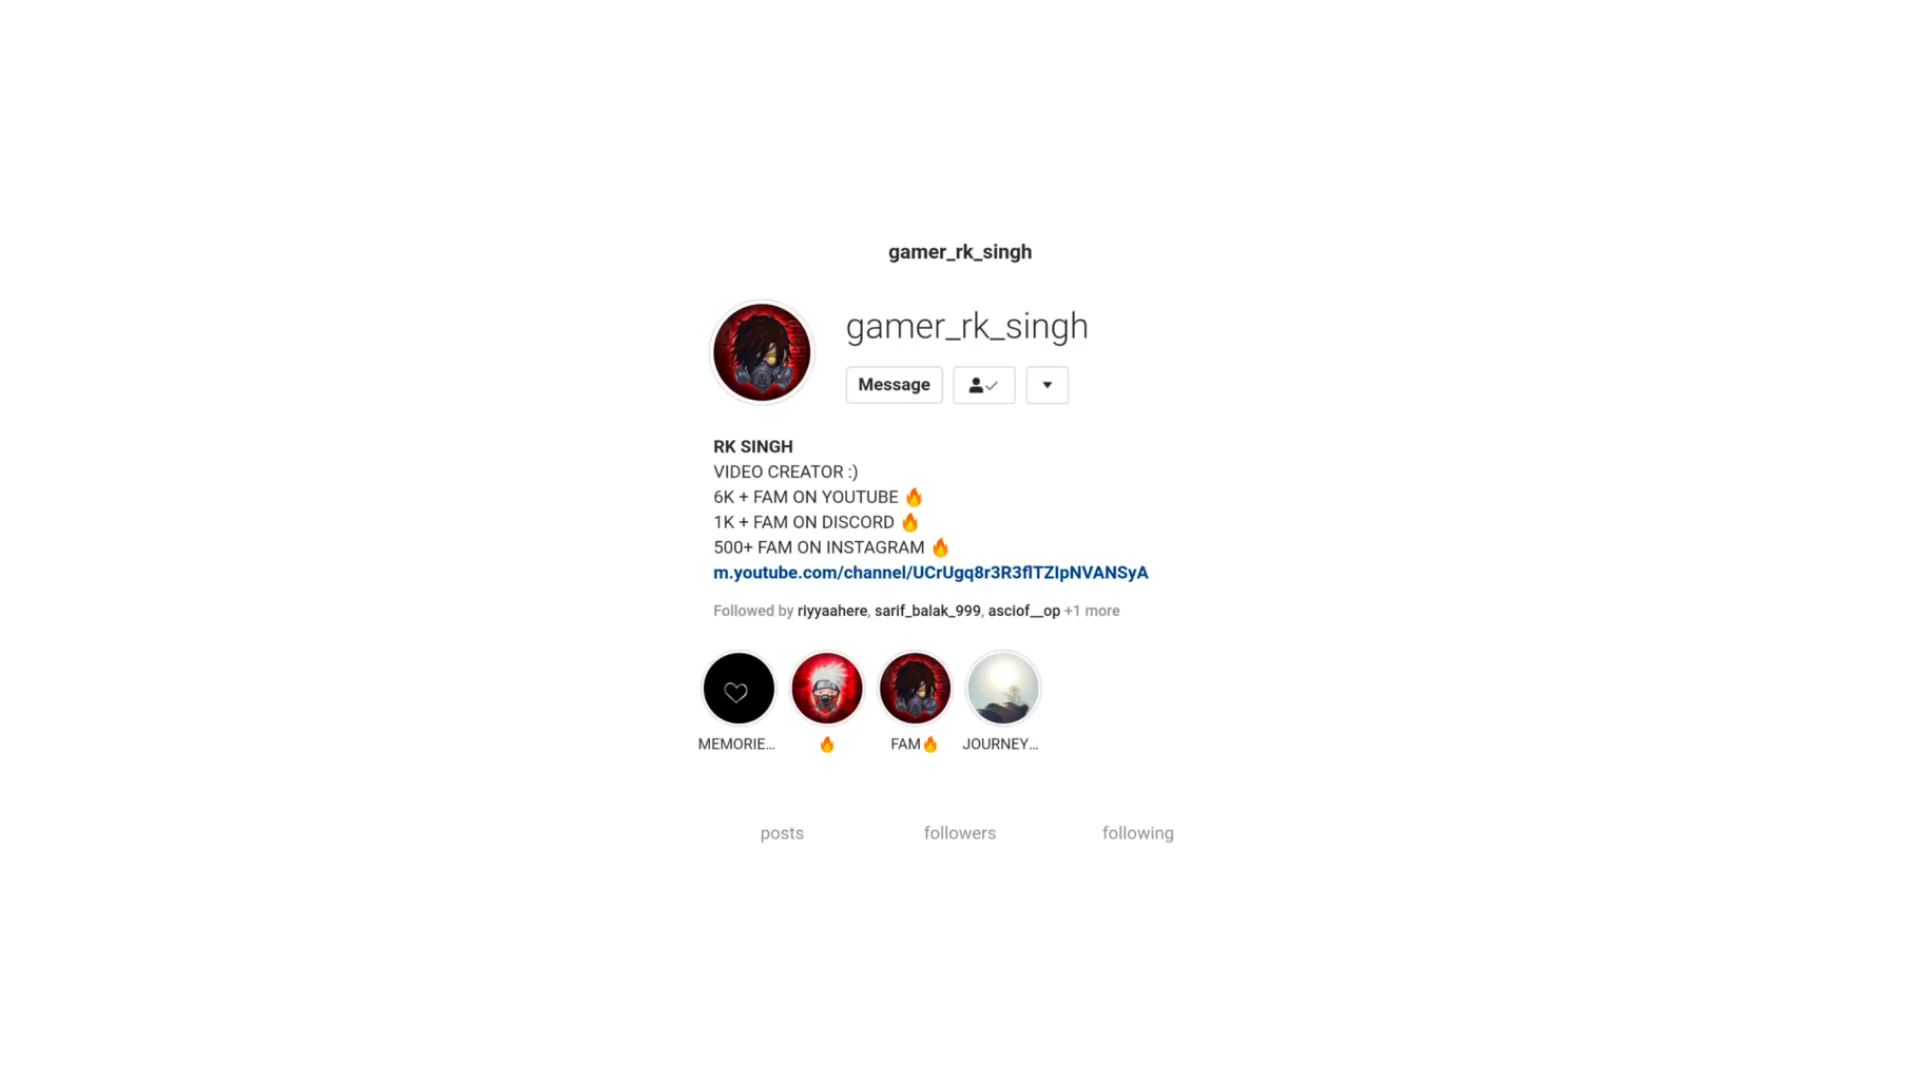 gamer_rk_singh
gamer_rk_singh
Message
RK SINGH
VIDEO CREATOR :)
6K + FAM ON YOUTUBE 🔥
1K + FAM ON DISCORD 🔥
500+ FAM ON INSTAGRAM 🔥
m.youtube.com/channel/UCrUgq8r3R3flTZIpNVANSyA
Followed by riyyaahere, sarif_balak_999, asciof__op +1 more
MEMORIE... 🔥 FAM🔥 JOURNEY...
posts followers following